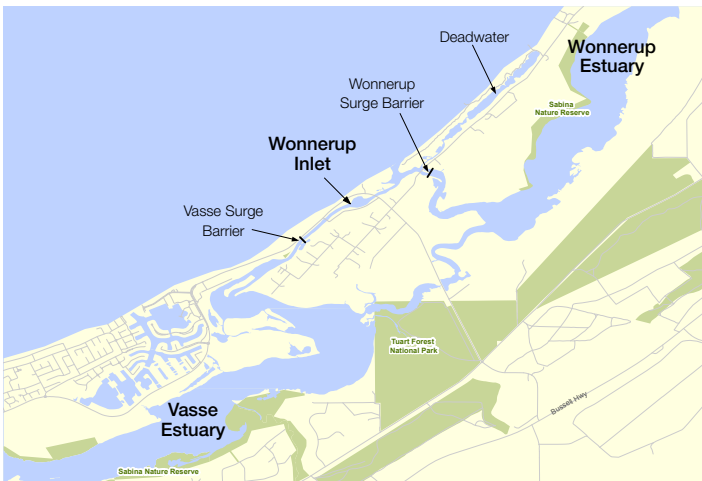 Deadwater
Wonnerup
Estuary
Wonnerup
Surge Barrier
Sabina
Nature Reserve
Wonnerup
Inlet
Vasse Surge
Barrier
Tuart Forest
National Park
Bussell Hwy
Vasse
Estuary
Sabina Nature Reserve